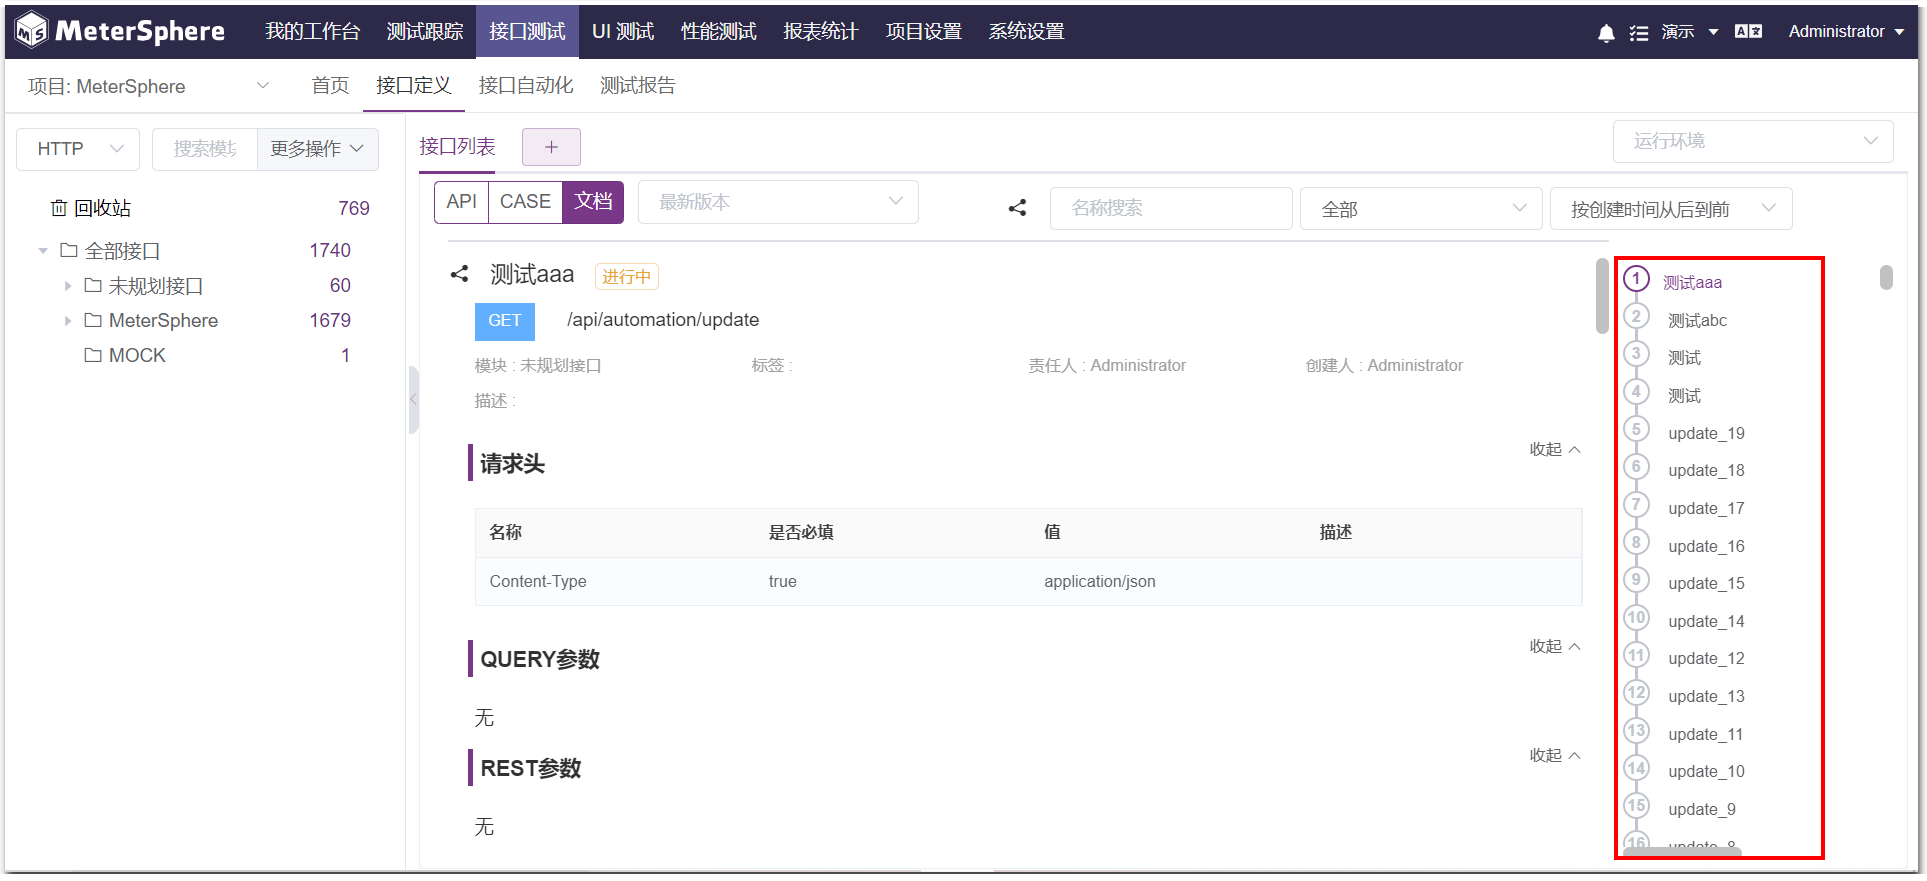 MeterSphere 我的工作台 测试跟踪 接口测试 UI 测试 性能测试 报表统计 项目设置 系统设置 演示 Administrator
项目: MeterSphere 首页 接口定义 接口自动化 测试报告
HTTP 搜索模块 更多操作
回收站 769
全部接口 1740
未规划接口 60
MeterSphere 1679
MOCK 1
接口列表 + 运行环境
API CASE 文档 最新版本 名称搜索 全部 按创建时间从后到前
测试aaa 进行中
GET /api/automation/update
模块 : 未规划接口 标签 : 责任人 : Administrator 创建人 : Administrator
描述 :
请求头 收起
名称 是否必填 值 描述
Content-Type true application/json
QUERY参数 收起
无
REST参数 收起
无
1 测试aaa
2 测试abc
3 测试
4 测试
5 update_19
6 update_18
7 update_17
8 update_16
9 update_15
10 update_14
11 update_12
12 update_13
13 update_11
14 update_10
15 update_9
16 update_8